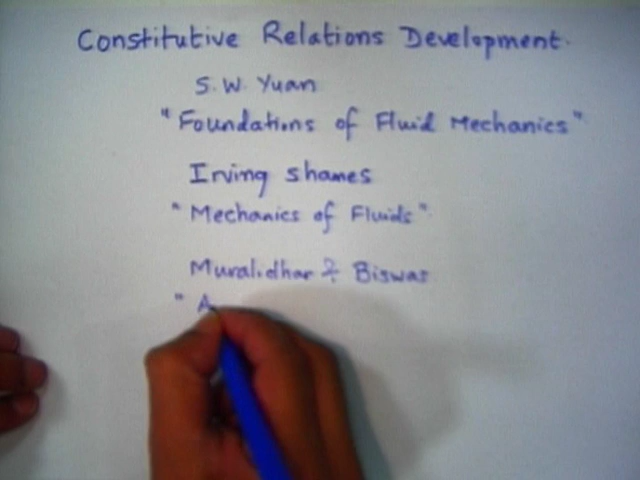 Constitutive Relations Development.
S. W. Yuan
"Foundations of Fluid Mechanics"
Irving Shames
"Mechanics of Fluids"
Muralidhar & Biswas
" A